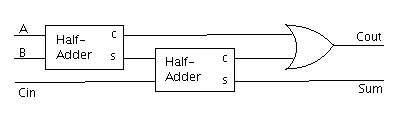 A
B
Cin
Half-
Adder
C
S
Half-
Adder
C
S
Cout
Sum